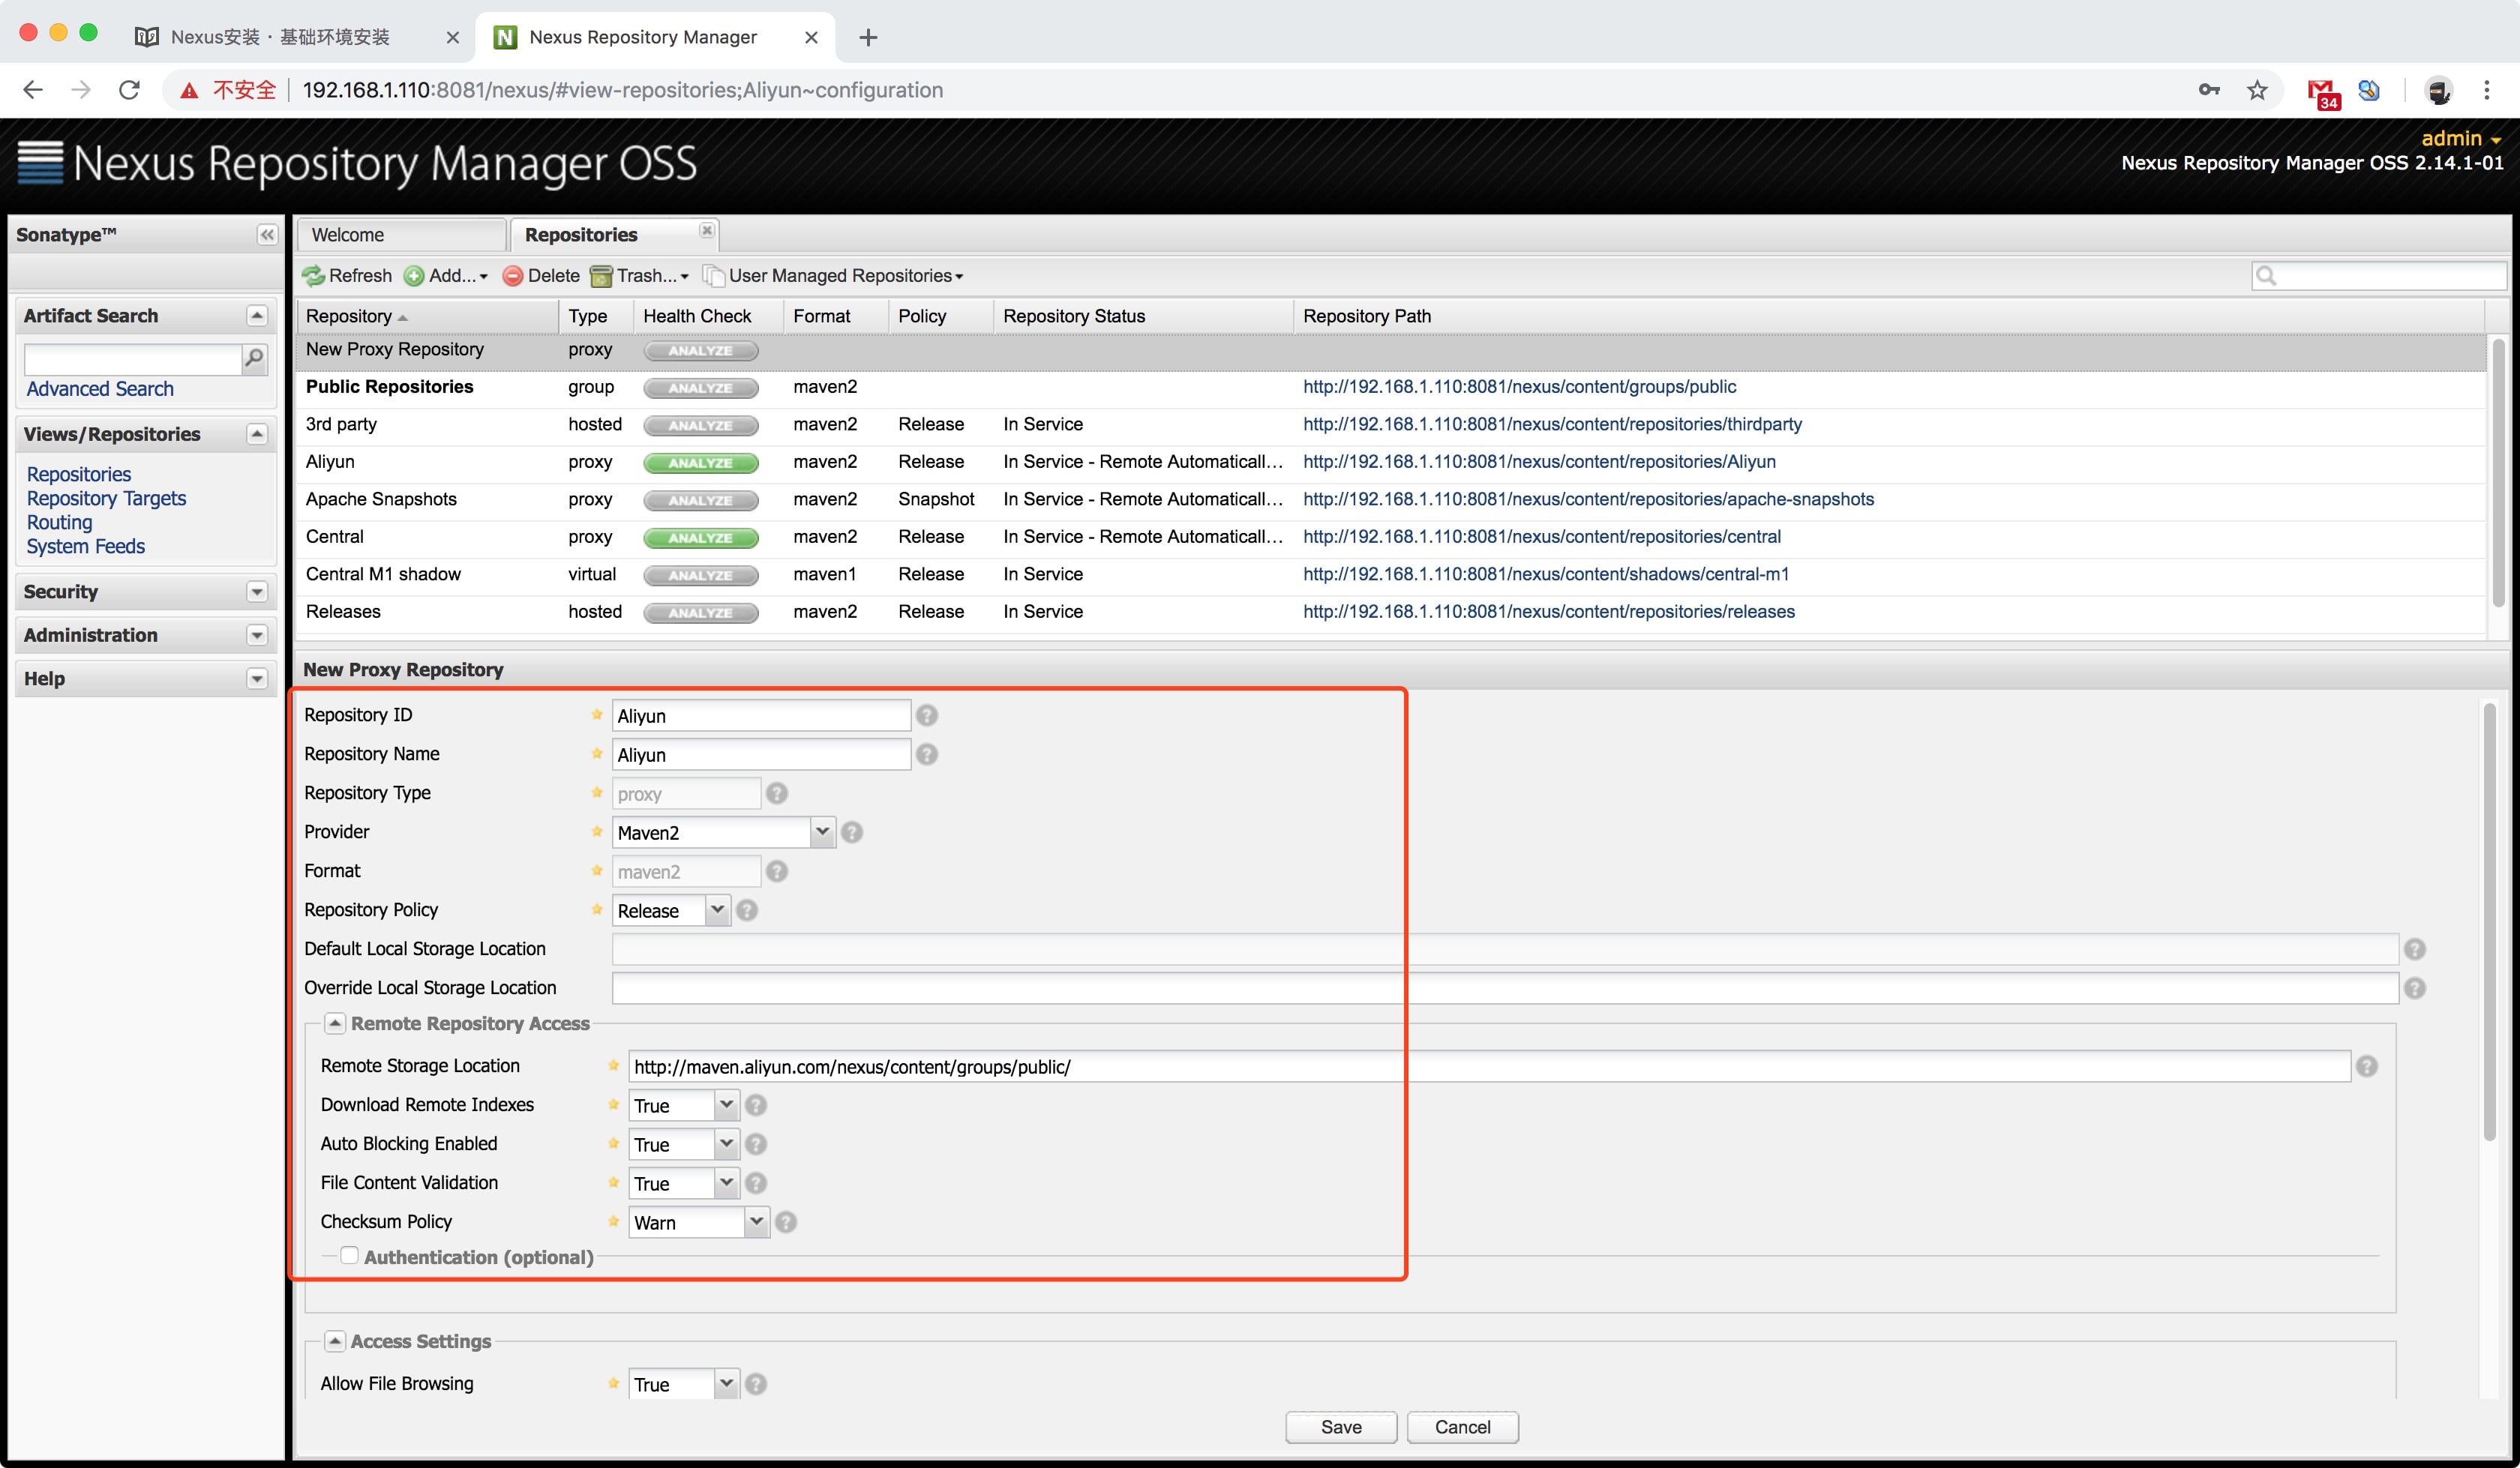 Nexus安装 · 基础环境安装
Nexus Repository Manager
不安全 192.168.1.110:8081/nexus/#view-repositories;Aliyun~configuration
34
Nexus Repository Manager OSS
admin
Nexus Repository Manager OSS 2.14.1-01
Sonatype™
Artifact Search
Advanced Search
Views/Repositories
Repositories
Repository Targets
Routing
System Feeds
Security
Administration
Help
Welcome Repositories
Refresh Add... Delete Trash... User Managed Repositories
Repository Type Health Check Format Policy Repository Status Repository Path
New Proxy Repository proxy ANALYZE
Public Repositories group ANALYZE maven2 http://192.168.1.110:8081/nexus/content/groups/public
3rd party hosted ANALYZE maven2 Release In Service http://192.168.1.110:8081/nexus/content/repositories/thirdparty
Aliyun proxy ANALYZE maven2 Release In Service - Remote Automaticall... http://192.168.1.110:8081/nexus/content/repositories/Aliyun
Apache Snapshots proxy ANALYZE maven2 Snapshot In Service - Remote Automaticall... http://192.168.1.110:8081/nexus/content/repositories/apache-snapshots
Central proxy ANALYZE maven2 Release In Service - Remote Automaticall... http://192.168.1.110:8081/nexus/content/repositories/central
Central M1 shadow virtual ANALYZE maven1 Release In Service http://192.168.1.110:8081/nexus/content/shadows/central-m1
Releases hosted ANALYZE maven2 Release In Service http://192.168.1.110:8081/nexus/content/repositories/releases
New Proxy Repository
Repository ID Aliyun
Repository Name Aliyun
Repository Type proxy
Provider Maven2
Format maven2
Repository Policy Release
Default Local Storage Location
Override Local Storage Location
Remote Repository Access
Remote Storage Location http://maven.aliyun.com/nexus/content/groups/public/
Download Remote Indexes True
Auto Blocking Enabled True
File Content Validation True
Checksum Policy Warn
Authentication (optional)
Access Settings
Allow File Browsing True
Save Cancel